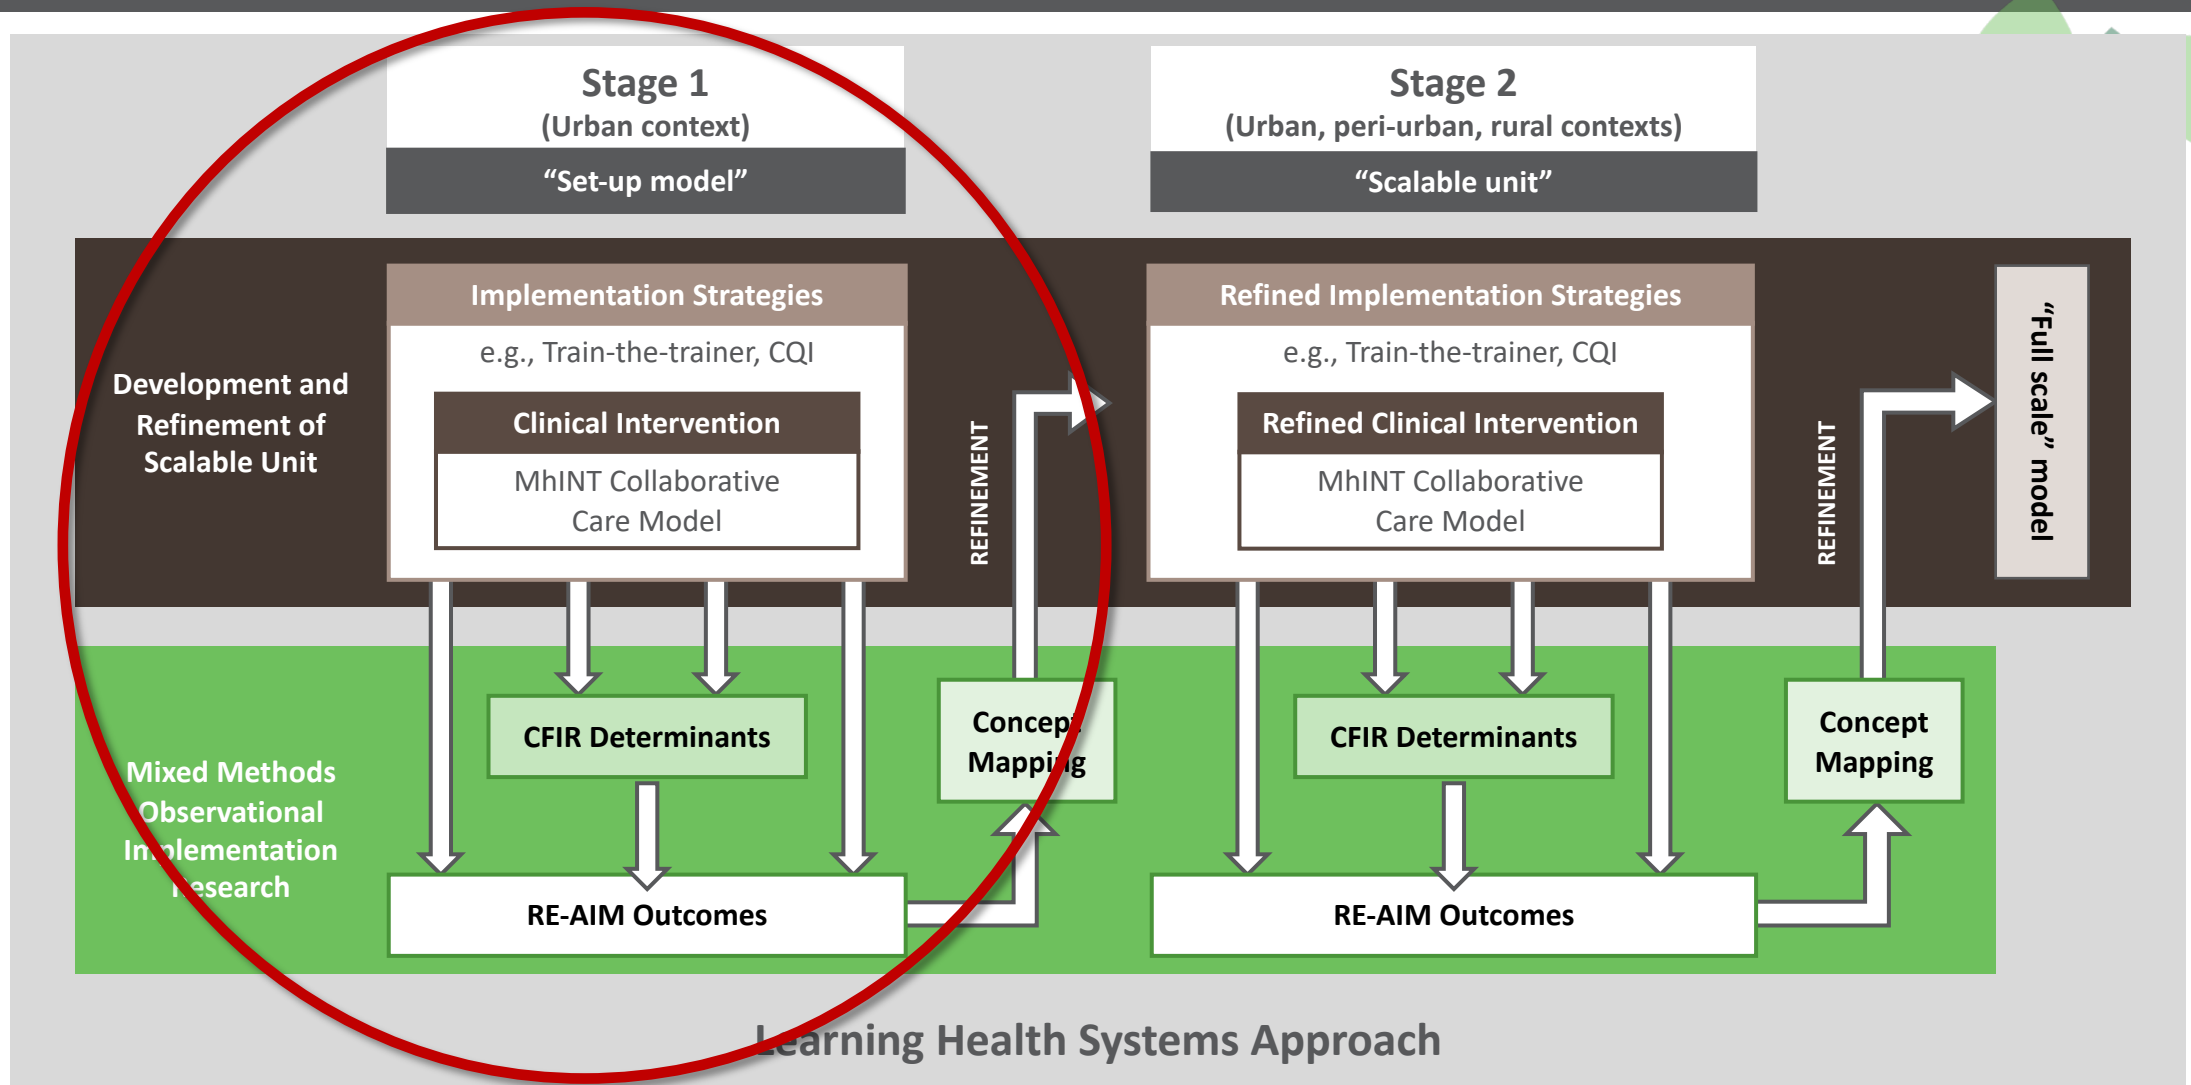 Stage 1
(Urban context)
“Set-up model”
Stage 2
(Urban, peri-urban, rural contexts)
“Scalable unit”
Development and
Refinement of
Scalable Unit
Implementation Strategies
e.g., Train-the-trainer, CQI
Clinical Intervention
MhINT Collaborative
Care Model
REFINEMENT
Refined Implementation Strategies
e.g., Train-the-trainer, CQI
Refined Clinical Intervention
MhINT Collaborative
Care Model
REFINEMENT
“Full scale” model
Mixed Methods
Observational
Implementation
Research
CFIR Determinants
RE-AIM Outcomes
Concept
Mapping
CFIR Determinants
RE-AIM Outcomes
Concept
Mapping
Learning Health Systems Approach